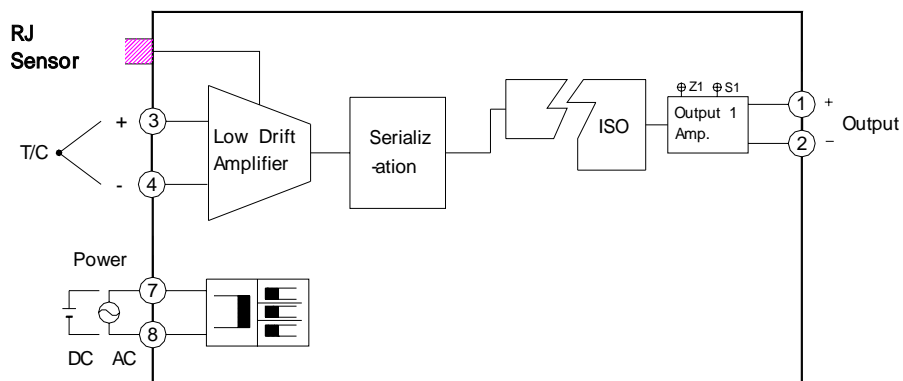 RJ
Sensor
Z1 S1
+ 3
Low Drift
Amplifier
Serializ
-ation
ISO
Output 1
Amp.
1 +
2 −
Output
T/C
- 4
Power
7
8
DC AC